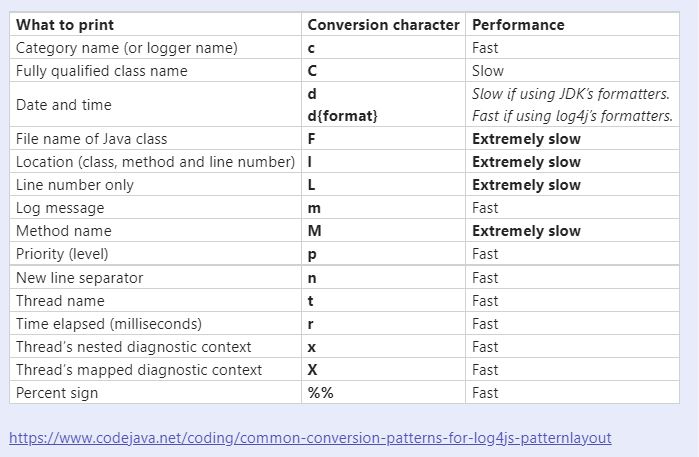 What to print Conversion character Performance
Category name (or logger name) c Fast
Fully qualified class name C Slow
Date and time d Slow if using JDK’s formatters.
d{format} Fast if using log4j’s formatters.
File name of Java class F Extremely slow
Location (class, method and line number) l Extremely slow
Line number only L Extremely slow
Log message m Fast
Method name M Extremely slow
Priority (level) p Fast
New line separator n Fast
Thread name t Fast
Time elapsed (milliseconds) r Fast
Thread’s nested diagnostic context x Fast
Thread’s mapped diagnostic context X Fast
Percent sign %% Fast
https://www.codejava.net/coding/common-conversion-patterns-for-log4js-patternlayout